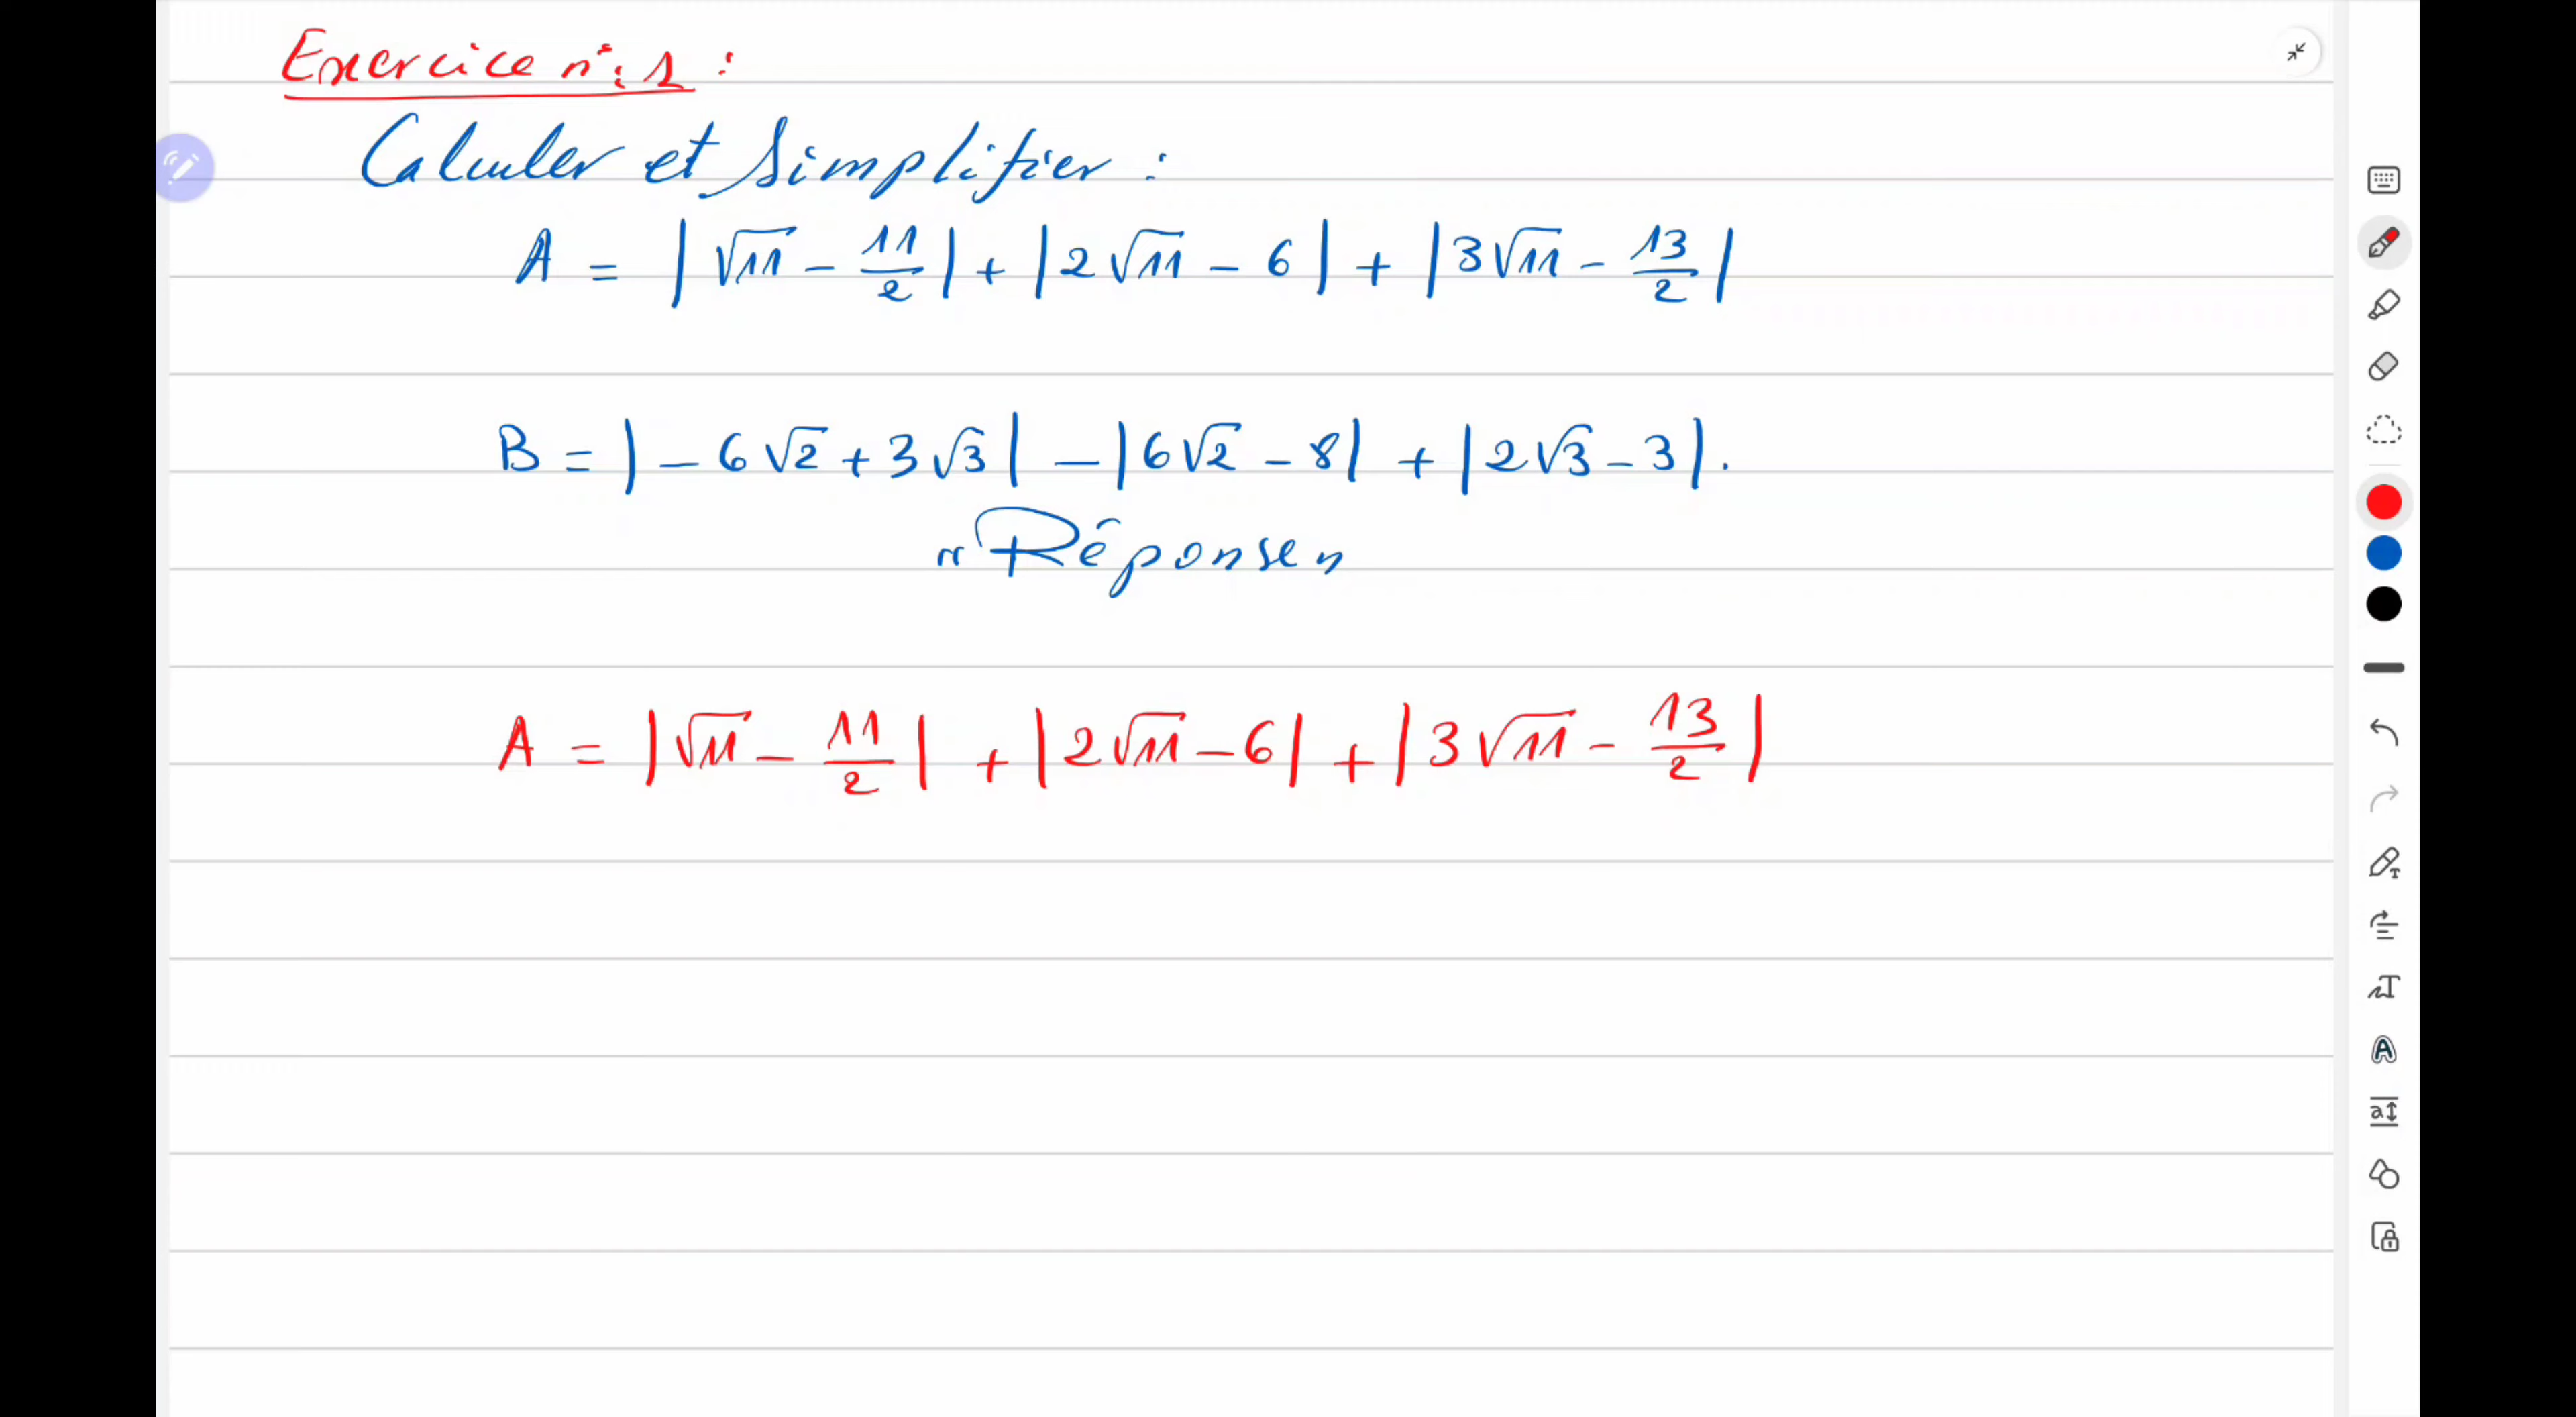 Exercice n°: 1 :
Calculer et Simplifier :
A = |√11 - 11/2| + |2√11 - 6| + |3√11 - 13/2|
B = |-6√2 + 3√3| - |6√2 - 8| + |2√3 - 3|.
"Réponse"
A = |√11 - 11/2| + |2√11 - 6| + |3√11 - 13/2|